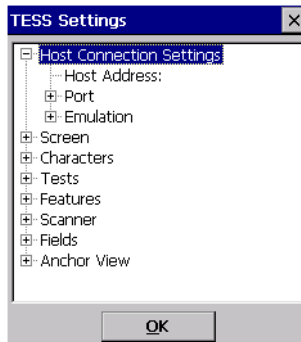 TESS Settings
Host Connection Settings
Host Address:
Port
Emulation
Screen
Characters
Tests
Features
Scanner
Fields
Anchor View
OK